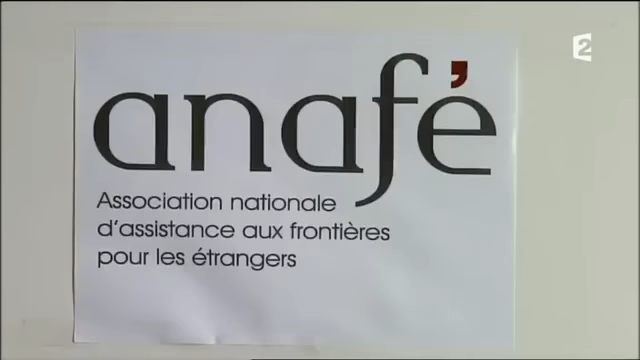 2
anafé
Association nationale
d'assistance aux frontières
pour les étrangers